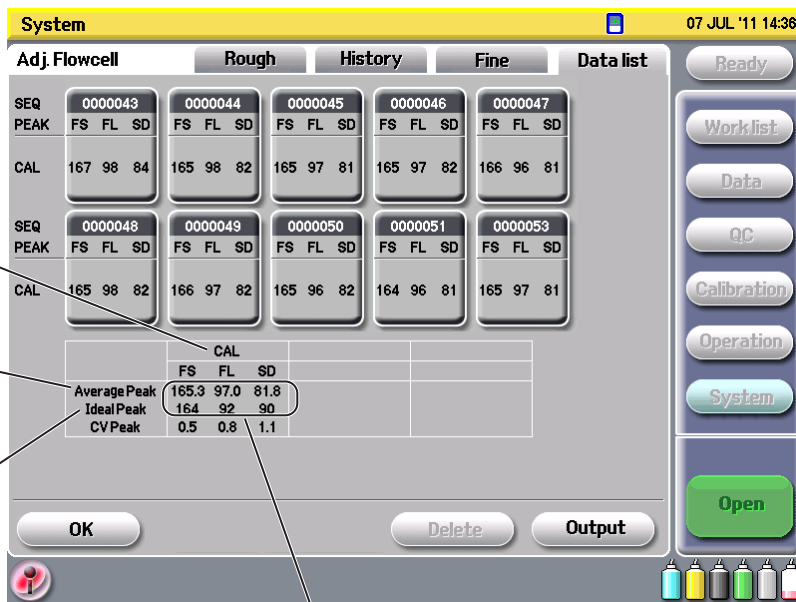 System 07 JUL '11 14:36
Adj. Flowcell Rough History Fine Data list Ready
SEQ 0000043 0000044 0000045 0000046 0000047
PEAK FS FL SD FS FL SD FS FL SD FS FL SD FS FL SD
CAL 167 98 84 165 98 82 165 97 81 165 97 82 166 96 81
SEQ 0000048 0000049 0000050 0000051 0000053
PEAK FS FL SD FS FL SD FS FL SD FS FL SD FS FL SD
CAL 165 98 82 166 97 82 165 96 82 164 96 81 165 97 81
CAL
FS FL SD
Average Peak 165.3 97.0 81.8
Ideal Peak 164 92 90
CV Peak 0.5 0.8 1.1
OK Delete Output
Worklist
Data
QC
Calibration
Operation
System
Open